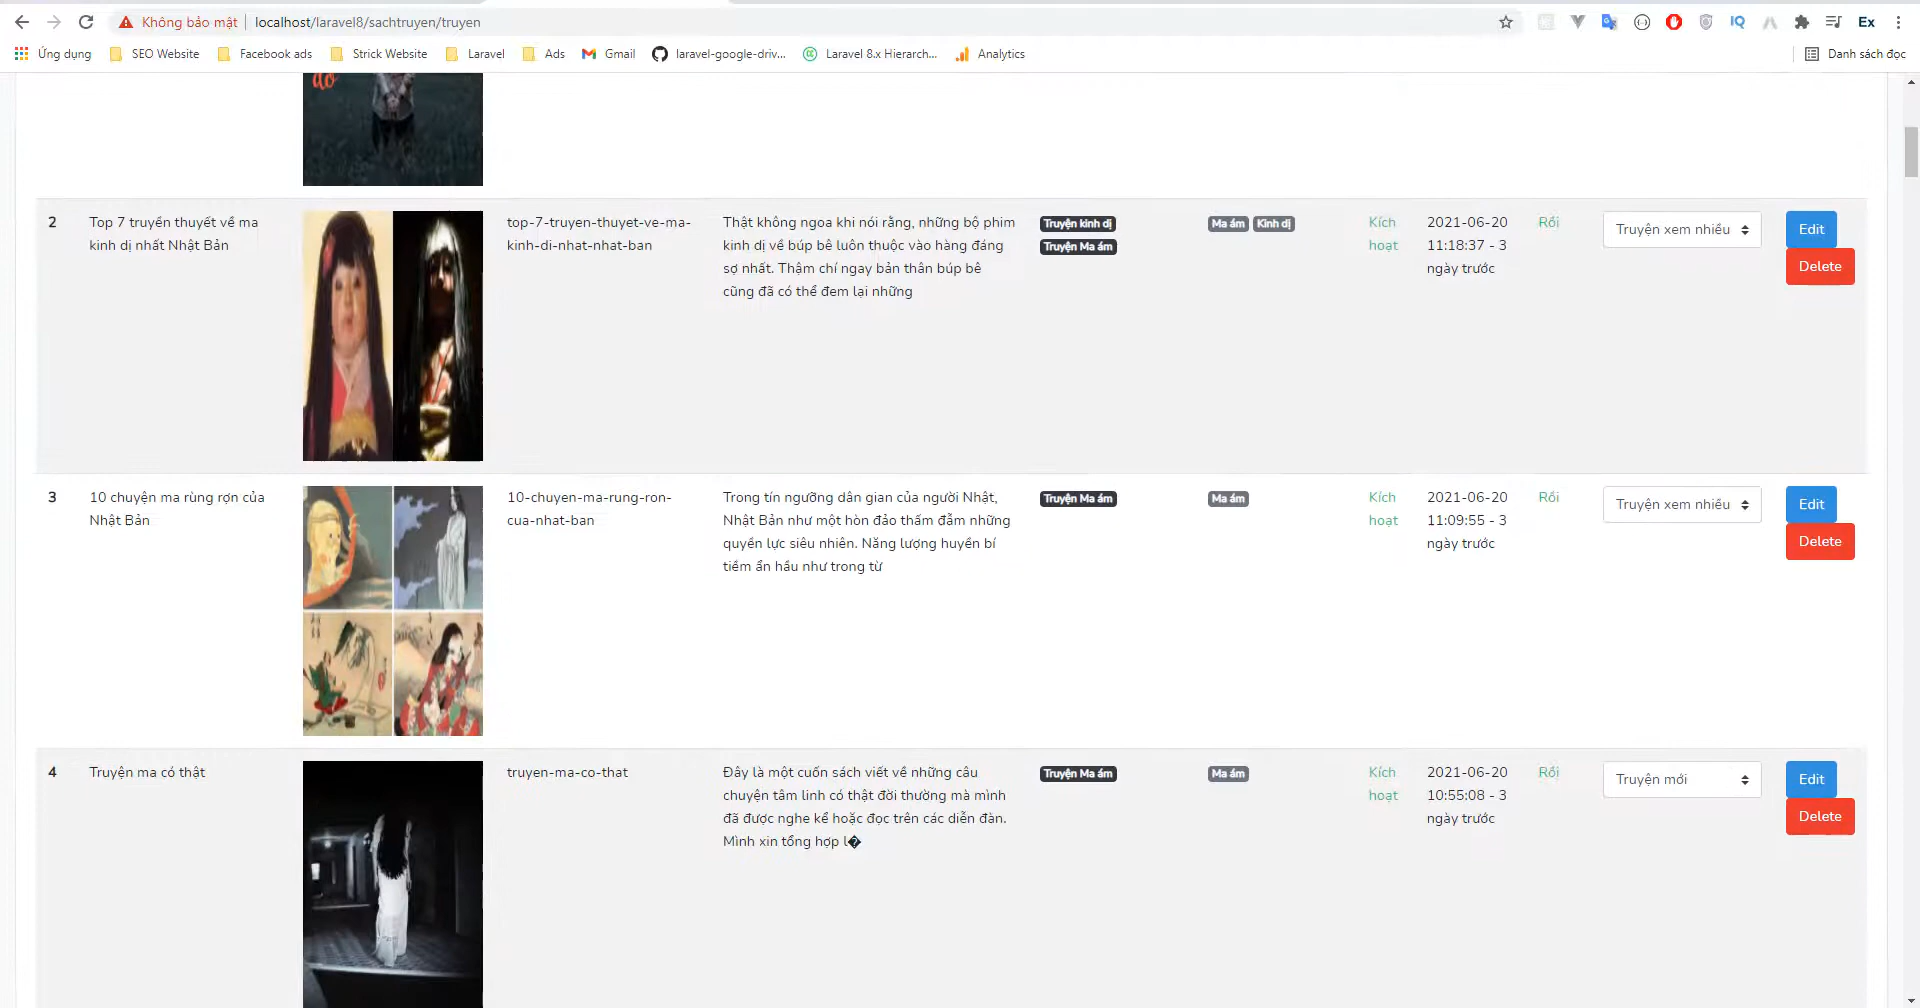 Không bảo mật
localhost/laravel8/sachtruyen/truyen
Ex
Ứng dụng
SEO Website
Facebook ads
Strick Website
Laravel
Ads
Gmail
laravel-google-driv...
Laravel 8.x Hierarch...
Analytics
Danh sách đọc
đỏ
2
Top 7 truyền thuyết về ma
kinh dị nhất Nhật Bản
top-7-truyen-thuyet-ve-ma-
kinh-di-nhat-nhat-ban
Thật không ngoa khi nói rằng, những bộ phim
kinh dị về búp bê luôn thuộc vào hàng đáng
sợ nhất. Thậm chí ngay bản thân búp bê
cũng đã có thể đem lại những
Truyện kinh dị
Truyện Ma ám
Ma ám
Kinh dị
Kích
hoạt
2021-06-20
11:18:37 - 3
ngày trước
Rồi
Truyện xem nhiều
Edit
Delete
3
10 chuyện ma rùng rợn của
Nhật Bản
10-chuyen-ma-rung-ron-
cua-nhat-ban
Trong tín ngưỡng dân gian của người Nhật,
Nhật Bản như một hòn đảo thấm đẫm những
quyền lực siêu nhiên. Năng lượng huyền bí
tiềm ẩn hầu như trong từ
Truyện Ma ám
Ma ám
Kích
hoạt
2021-06-20
11:09:55 - 3
ngày trước
Rồi
Truyện xem nhiều
Edit
Delete
4
Truyện ma có thật
truyen-ma-co-that
Đây là một cuốn sách viết về những câu
chuyện tâm linh có thật đời thường mà mình
đã được nghe kể hoặc đọc trên các diễn đàn.
Mình xin tổng hợp l�
Truyện Ma ám
Ma ám
Kích
hoạt
2021-06-20
10:55:08 - 3
ngày trước
Rồi
Truyện mới
Edit
Delete